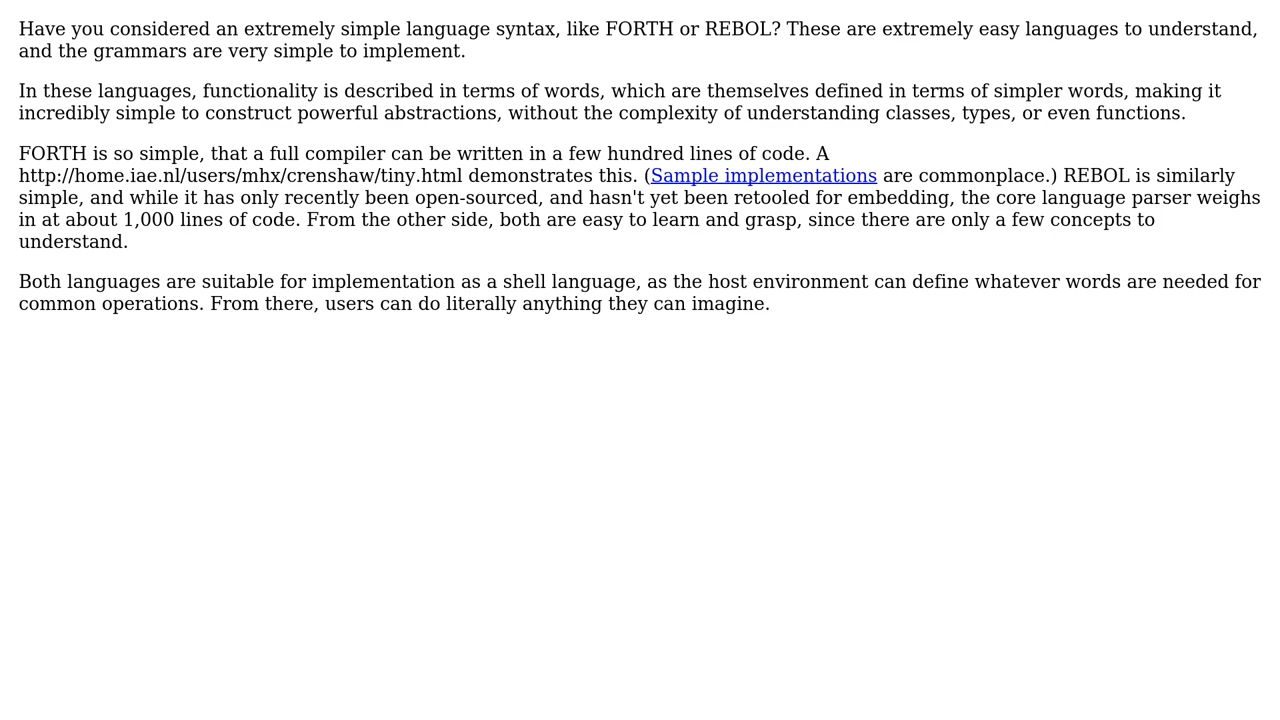 Have you considered an extremely simple language syntax, like FORTH or REBOL? These are extremely easy languages to understand,
and the grammars are very simple to implement.
In these languages, functionality is described in terms of words, which are themselves defined in terms of simpler words, making it
incredibly simple to construct powerful abstractions, without the complexity of understanding classes, types, or even functions.
FORTH is so simple, that a full compiler can be written in a few hundred lines of code. A
http://home.iae.nl/users/mhx/crenshaw/tiny.html demonstrates this. (Sample implementations are commonplace.) REBOL is similarly
simple, and while it has only recently been open-sourced, and hasn't yet been retooled for embedding, the core language parser weighs
in at about 1,000 lines of code. From the other side, both are easy to learn and grasp, since there are only a few concepts to
understand.
Both languages are suitable for implementation as a shell language, as the host environment can define whatever words are needed for
common operations. From there, users can do literally anything they can imagine.